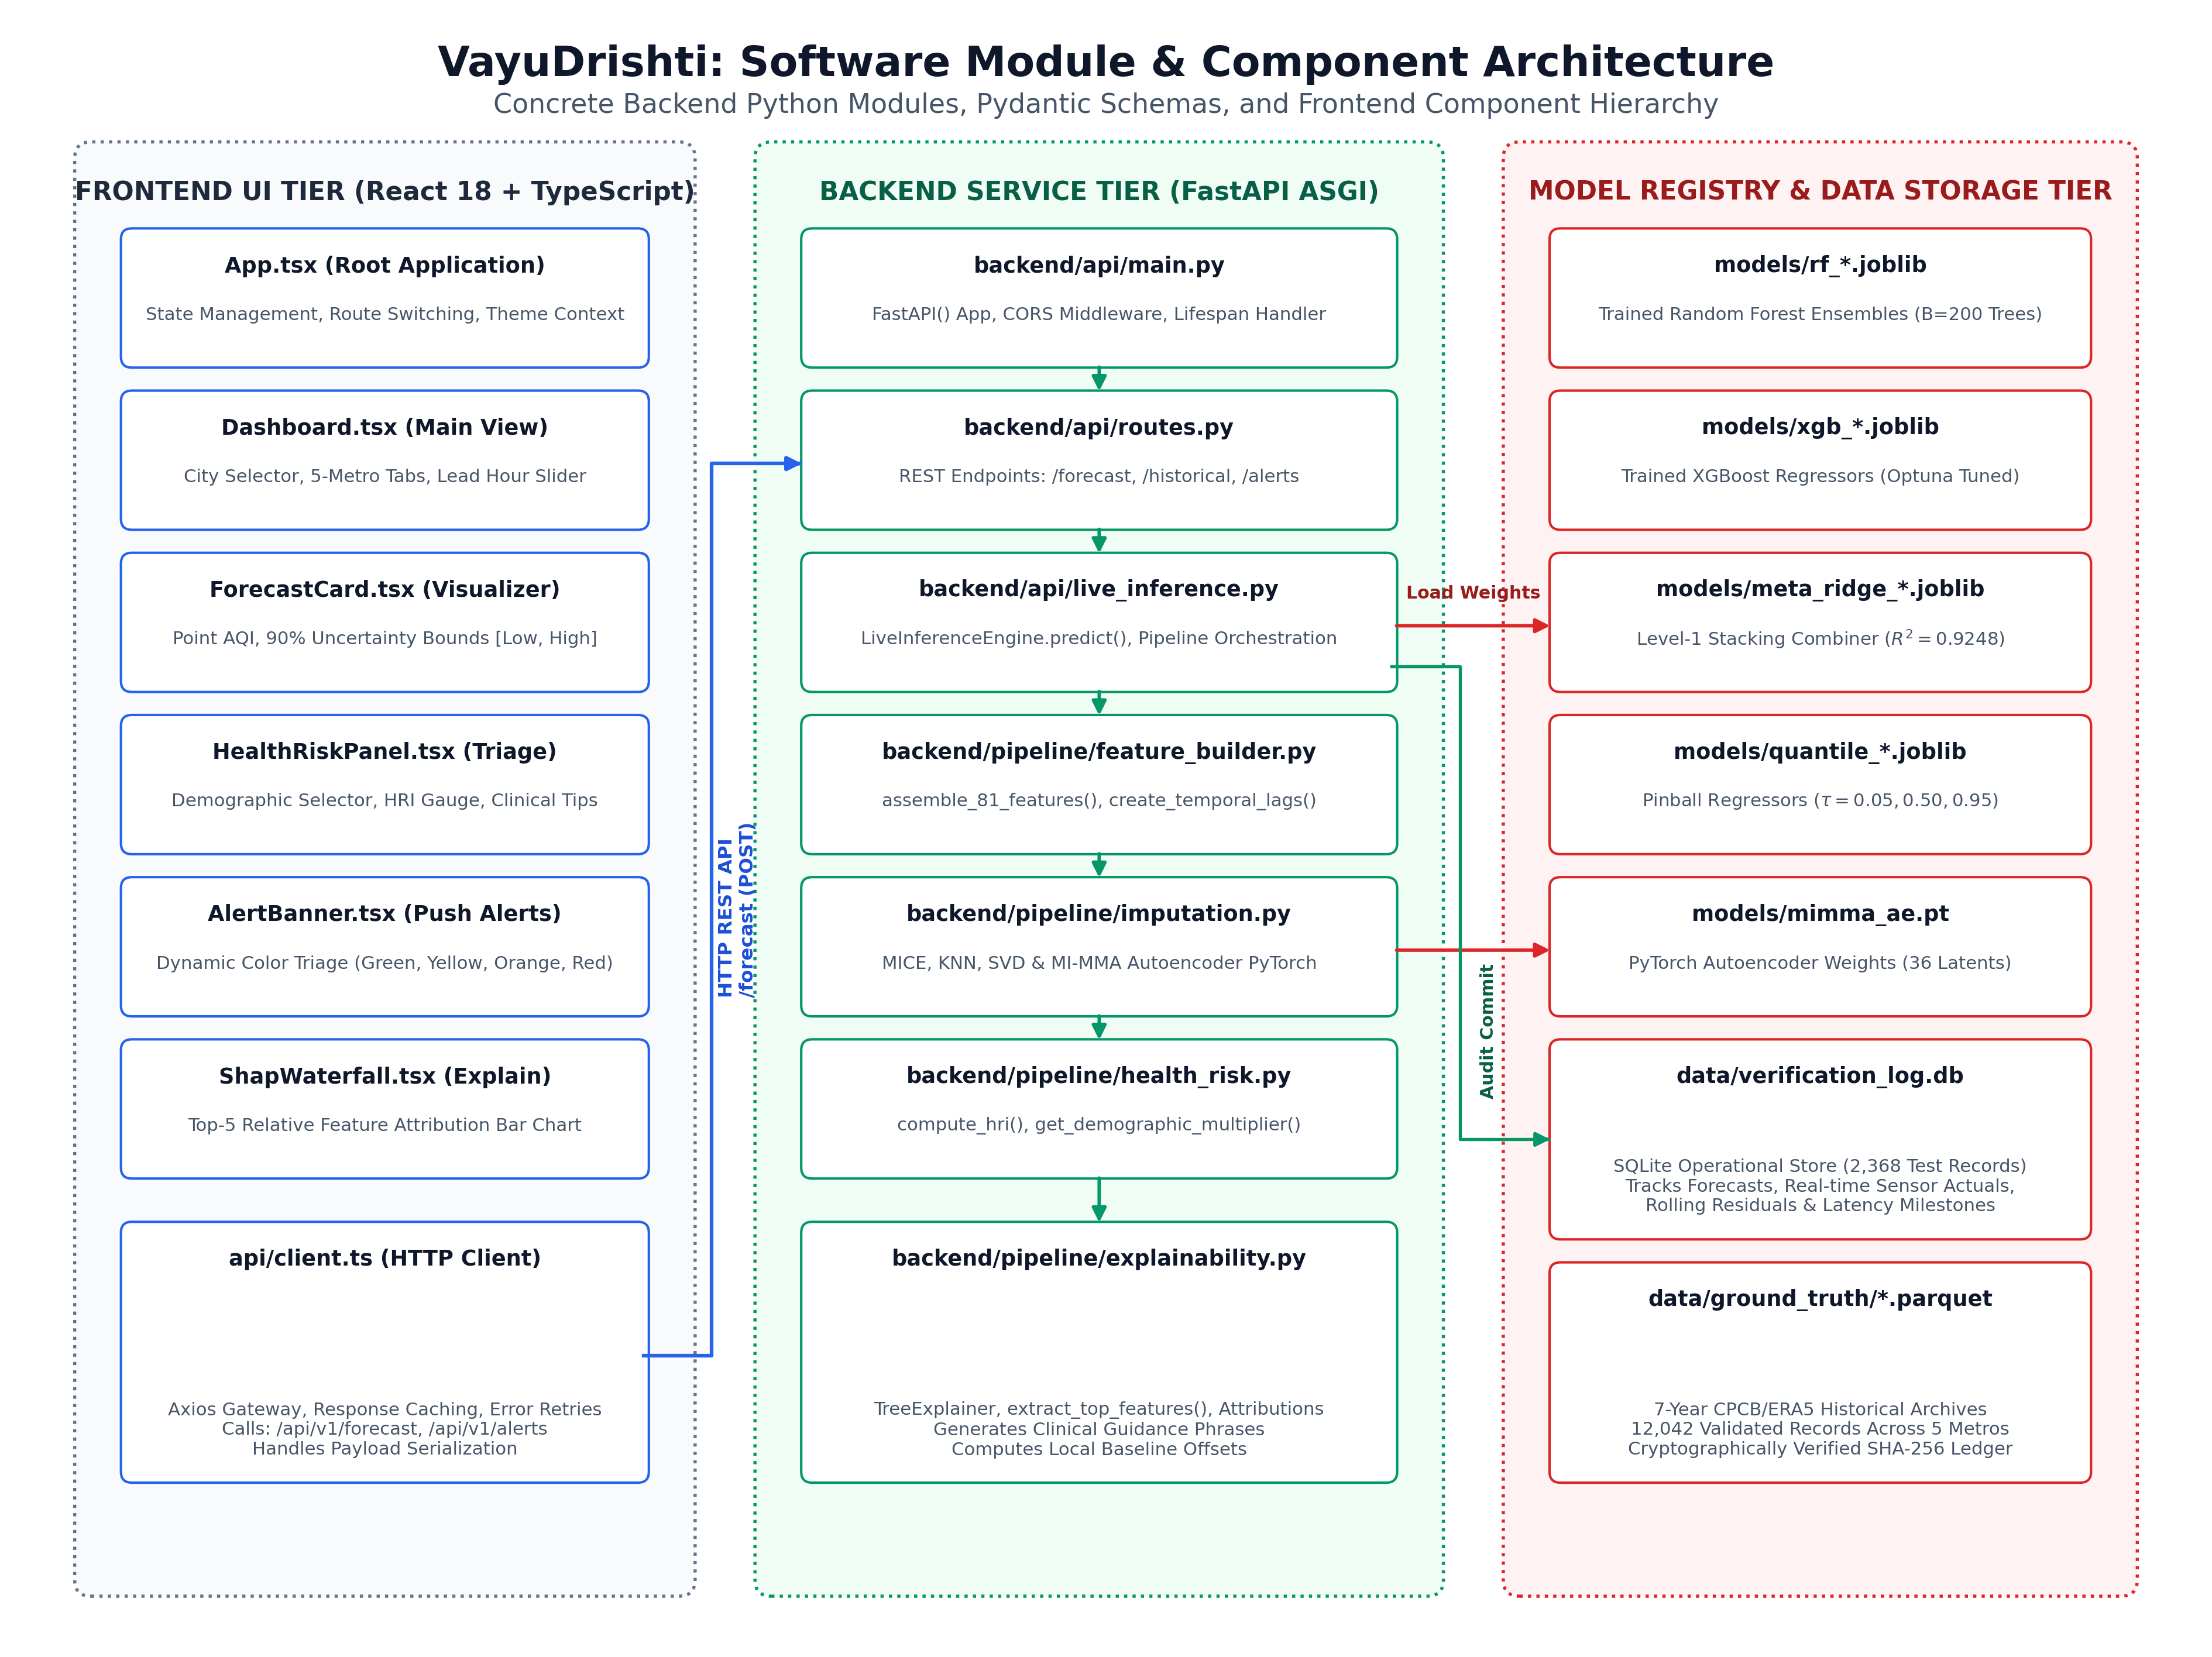 VayuDrishti: Software Module & Component Architecture
Concrete Backend Python Modules, Pydantic Schemas, and Frontend Component Hierarchy
FRONTEND UI TIER (React 18 + TypeScript)
App.tsx (Root Application)
State Management, Route Switching, Theme Context
Dashboard.tsx (Main View)
City Selector, 5-Metro Tabs, Lead Hour Slider
ForecastCard.tsx (Visualizer)
Point AQI, 90% Uncertainty Bounds [Low, High]
HealthRiskPanel.tsx (Triage)
Demographic Selector, HRI Gauge, Clinical Tips
AlertBanner.tsx (Push Alerts)
Dynamic Color Triage (Green, Yellow, Orange, Red)
ShapWaterfall.tsx (Explain)
Top-5 Relative Feature Attribution Bar Chart
api/client.ts (HTTP Client)
Axios Gateway, Response Caching, Error Retries
Calls: /api/v1/forecast, /api/v1/alerts
Handles Payload Serialization
HTTP REST API
/forecast (POST)
BACKEND SERVICE TIER (FastAPI ASGI)
backend/api/main.py
FastAPI() App, CORS Middleware, Lifespan Handler
backend/api/routes.py
REST Endpoints: /forecast, /historical, /alerts
backend/api/live_inference.py
LiveInferenceEngine.predict(), Pipeline Orchestration
backend/pipeline/feature_builder.py
assemble_81_features(), create_temporal_lags()
backend/pipeline/imputation.py
MICE, KNN, SVD & MI-MMA Autoencoder PyTorch
backend/pipeline/health_risk.py
compute_hri(), get_demographic_multiplier()
backend/pipeline/explainability.py
TreeExplainer, extract_top_features(), Attributions
Generates Clinical Guidance Phrases
Computes Local Baseline Offsets
Load Weights
Audit Commit
MODEL REGISTRY & DATA STORAGE TIER
models/rf_*.joblib
Trained Random Forest Ensembles (B=200 Trees)
models/xgb_*.joblib
Trained XGBoost Regressors (Optuna Tuned)
models/meta_ridge_*.joblib
Level-1 Stacking Combiner (R² = 0.9248)
models/quantile_*.joblib
Pinball Regressors (τ = 0.05, 0.50, 0.95)
models/mimma_ae.pt
PyTorch Autoencoder Weights (36 Latents)
data/verification_log.db
SQLite Operational Store (2,368 Test Records)
Tracks Forecasts, Real-time Sensor Actuals,
Rolling Residuals & Latency Milestones
data/ground_truth/*.parquet
7-Year CPCB/ERA5 Historical Archives
12,042 Validated Records Across 5 Metros
Cryptographically Verified SHA-256 Ledger